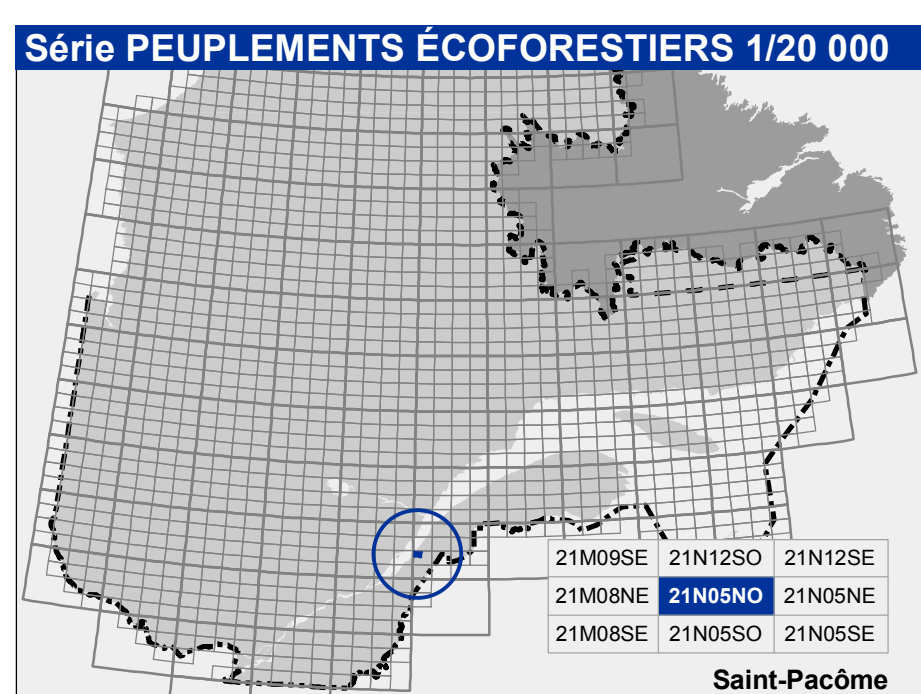 Série PEUPLEMENTS ÉCOFORESTIERS 1/20 000
21M09SE 21N12SO 21N12SE
21M08NE 21N05NO 21N05NE
21M08SE 21N05SO 21N05SE
Saint-Pacôme